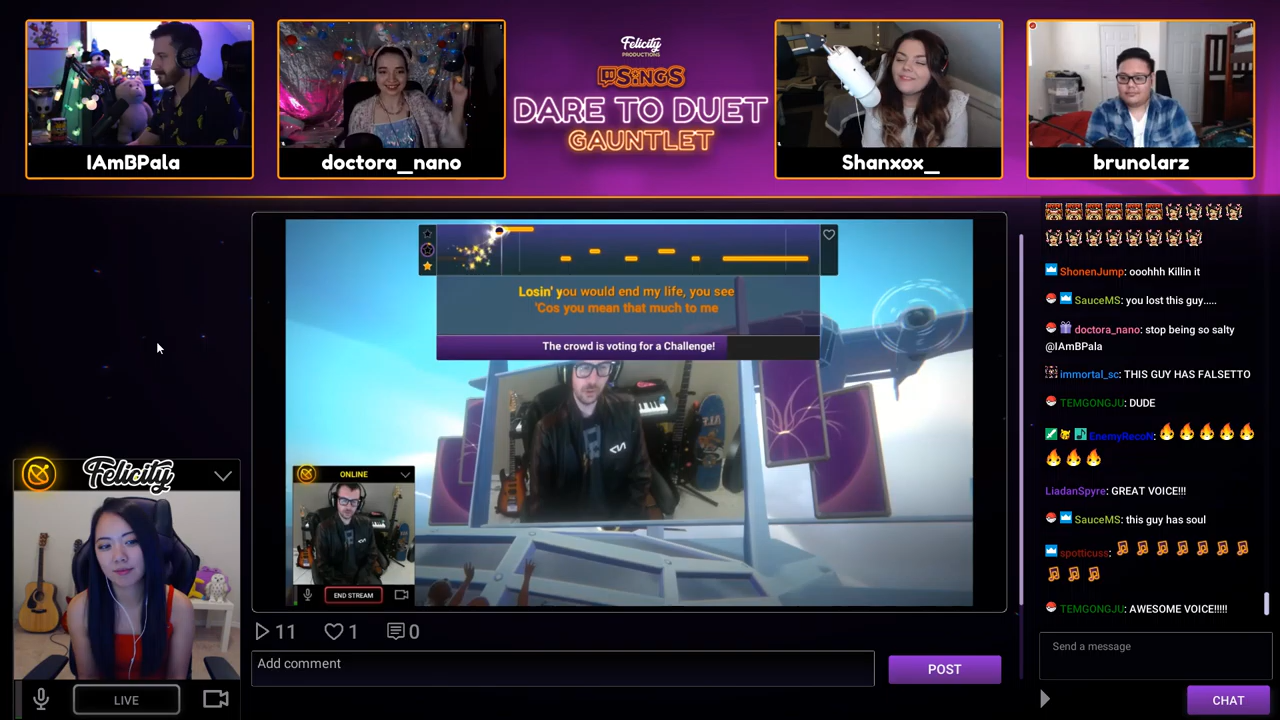 Felicity
PRODUCTIONS
SINGS
DARE TO DUET
GAUNTLET
IAmBPala
doctora__nano
Shanxox_
brunolarz
Losin' you would end my life, you see
'Cos you mean that much to me
The crowd is voting for a Challenge!
ONLINE
END STREAM
Felicity
LIVE
11
1
0
Add comment
POST
ShonenJump: ooohhh Killin it
SauceMS: you lost this guy.....
doctora_nano: stop being so salty
@IAmBPala
immortal_sc: THIS GUY HAS FALSETTO
TEMGONGJU: DUDE
EnemyRecoN:
LiadanSpyre: GREAT VOICE!!!
SauceMS: this guy has soul
spotticuss:
TEMGONGJU: AWESOME VOICE!!!!!
Send a message
CHAT